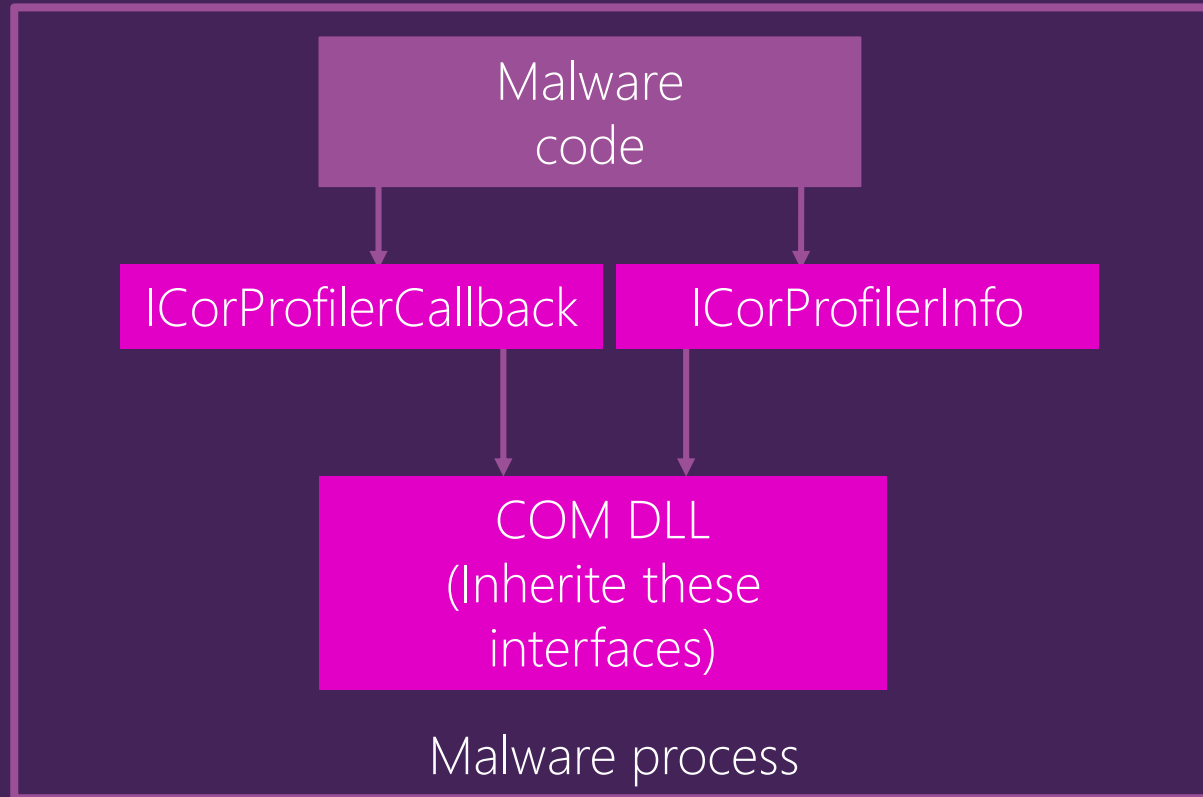 Malware
code
ICorProfilerCallback
ICorProfilerInfo
COM DLL
(Inherite these
interfaces)
Malware process